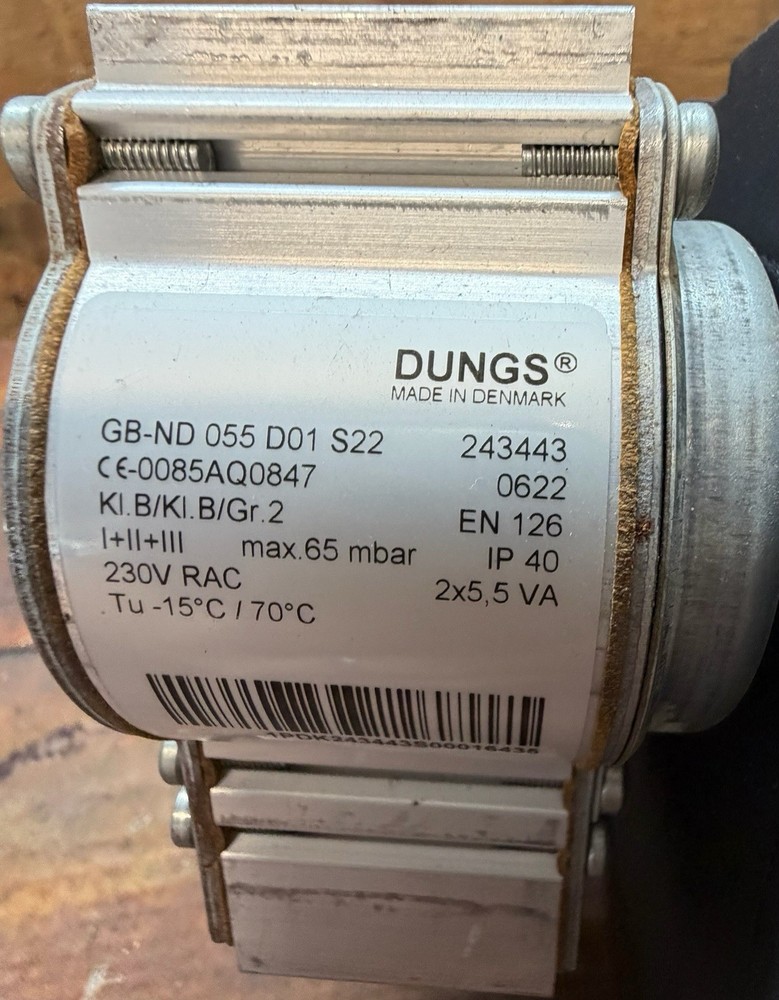 DUNGS®
MADE IN DENMARK
GB-ND 055 D01 S22 243443
CE-0085AQ0847 0622
Kl.B/Kl.B/Gr.2 EN 126
I+II+III max.65 mbar IP 40
230V RAC 2x5,5 VA
Tu -15°C / 70°C
1PDK243443S00016435